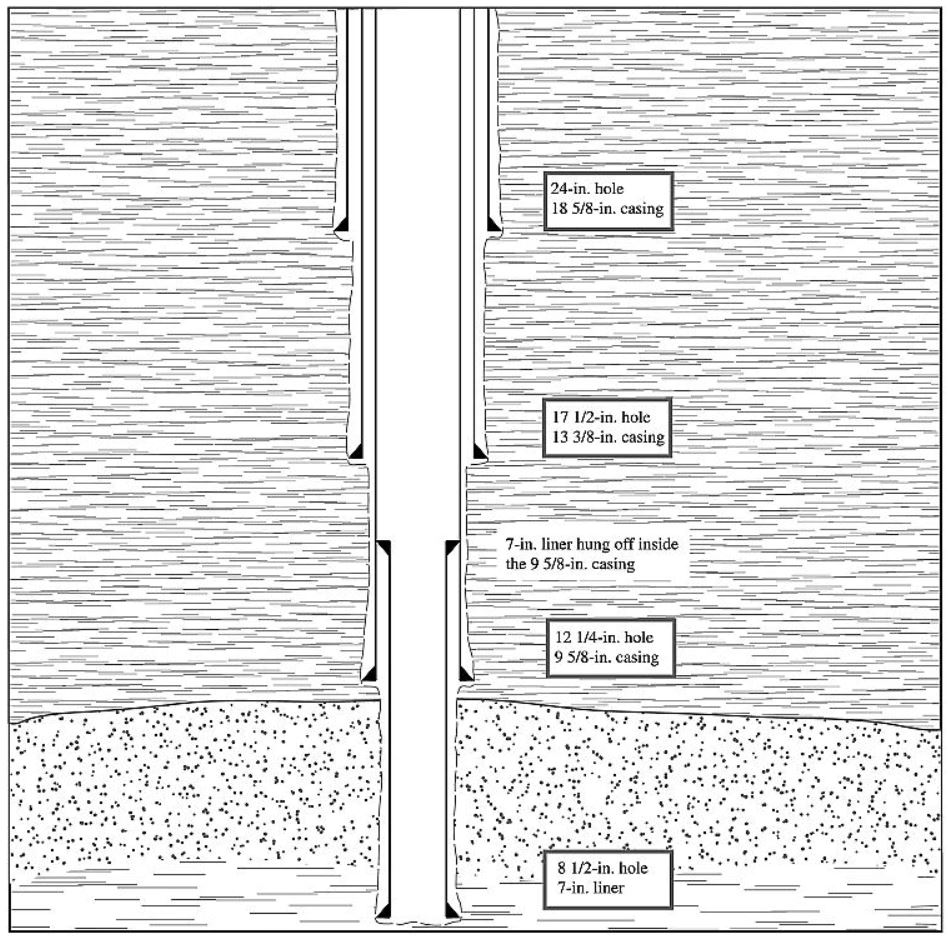 24-in. hole
18 5/8-in. casing
17 1/2-in. hole
13 3/8-in. casing
7-in. liner hung off inside
the 9 5/8-in. casing
12 1/4-in. hole
9 5/8-in. casing
8 1/2-in. hole
7-in. liner